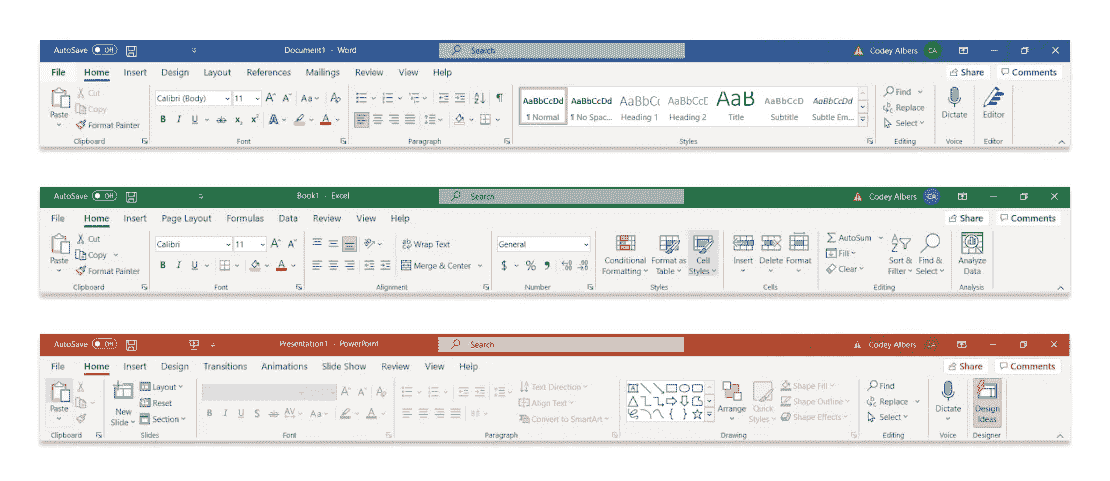 AutoSave Off Document1 - Word Search Codey Albers CA
File Home Insert Design Layout References Mailings Review View Help Share Comments
Paste Cut Copy Format Painter Calibri (Body) 11 Aa B I U ab x₂ x² A A A AaBbCcDd ¶ Normal AaBbCcDd ¶ No Spac... AaBbCc Heading 1 AaBbCcE Heading 2 AaB Title AaBbCcD Subtitle AaBbCcDd Subtle Em... Find Replace Select Dictate Editor
Clipboard Font Paragraph Styles Editing Voice Editor
AutoSave Off Book1 - Excel Search Codey Albers CA
File Home Insert Page Layout Formulas Data Review View Help Share Comments
Paste Cut Copy Format Painter Calibri 11 A A B I U A ab Wrap Text Merge & Center General $ % 9 Conditional Formatting Format as Table Cell Styles Insert Delete Format AutoSum Fill Clear Sort & Filter Find & Select Analyze Data
Clipboard Font Alignment Number Styles Cells Editing Analysis
AutoSave Off Presentation1 - PowerPoint Search Codey Albers CA
File Home Insert Design Transitions Animations Slide Show Review View Help Share Comments
Paste New Slide Layout Reset Section A A B I U S ab AV Aa A Text Direction Align Text Convert to SmartArt Arrange Quick Styles Shape Fill Shape Outline Shape Effects Find Replace Select Dictate Design Ideas
Clipboard Slides Font Paragraph Drawing Editing Voice Designer